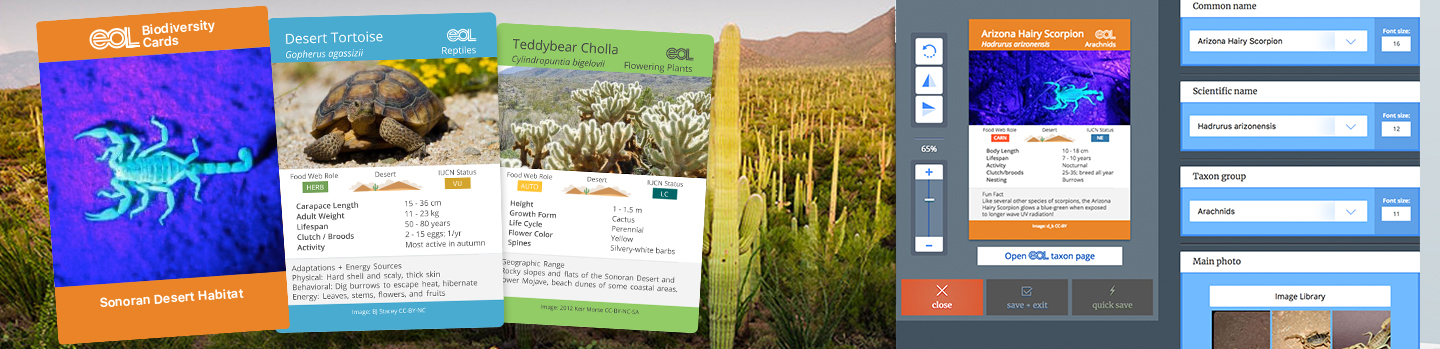 EOL Biodiversity
Cards
Sonoran Desert Habitat
Desert Tortoise
Gopherus agassizii
EOL
Reptiles
Food Web Role
HERB
Desert
IUCN Status
VU
Carapace Length 15 - 36 cm
Adult Weight 11 - 23 kg
Lifespan 50 - 80 years
Clutch / Broods 2 - 15 eggs: 1/yr
Activity Most active in autumn
Adaptations + Energy Sources
Physical: Hard shell and scaly, thick skin
Behavioral: Dig burrows to escape heat, hibernate
Energy: Leaves, stems, flowers, and fruits
Image: BJ Stacey CC-BY-NC
Teddybear Cholla
Cylindropuntia bigelovii
EOL
Flowering Plants
Food Web Role
AUTO
Desert
IUCN Status
LC
Height 1 - 1.5 m
Growth Form Cactus
Life Cycle Perennial
Flower Color Yellow
Spines Silvery-white barbs
Geographic Range
Rocky slopes and flats of the Sonoran Desert and
ower Mojave, beach dunes of some coastal areas.
Image: 2012 Keir Morse CC-BY-NC-SA
65%
+
–
Arizona Hairy Scorpion
Hadrurus arizonensis
EOL
Arachnids
Food Web Role
CARN
Desert
IUCN Status
NE
Body Length 10 - 18 cm
Lifespan 7 - 10 years
Activity Nocturnal
Clutch/broods 25-35; breed all year
Nesting Burrows
Fun Fact
Like several other species of scorpions, the Arizona
Hairy Scorpion glows a blue-green when exposed
to longer wave UV radiation!
Image: d_k CC-BY
Open EOL taxon page
close
save + exit
quick save
Common name
Arizona Hairy Scorpion
Font size:
16
Scientific name
Hadrurus arizonensis
Font size:
12
Taxon group
Arachnids
Font size:
11
Main photo
Image Library